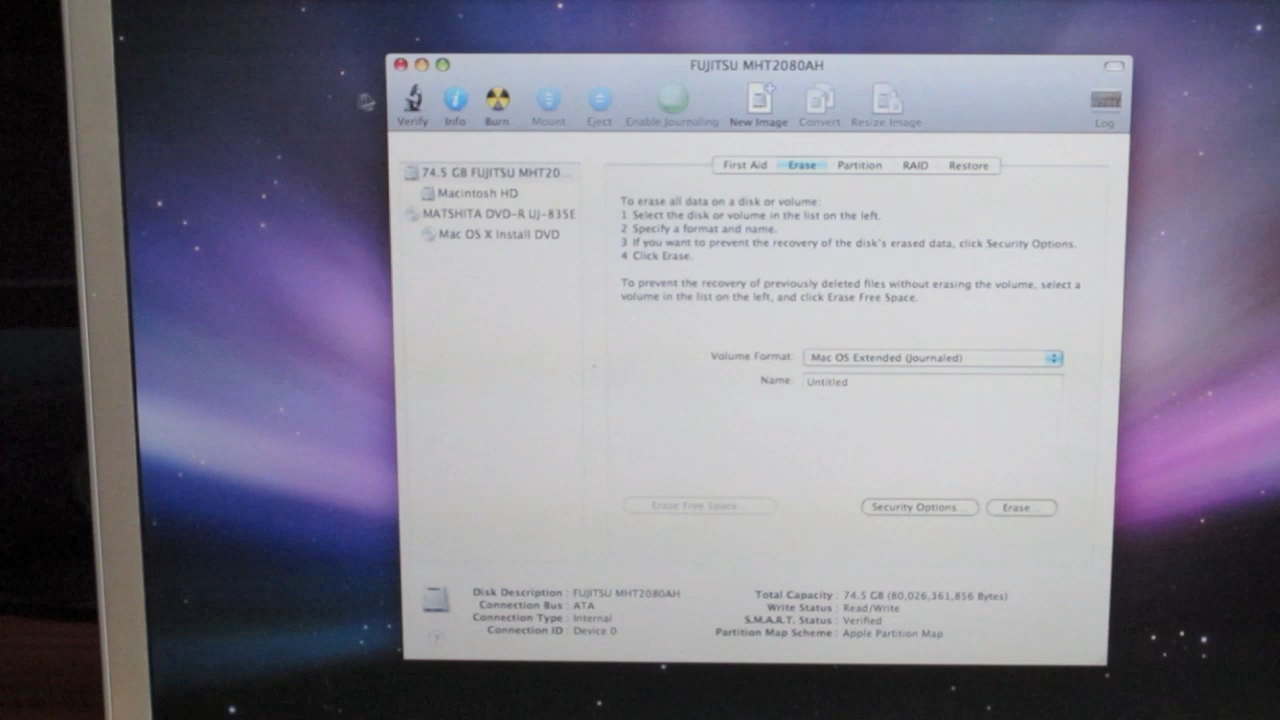 FUJITSU MHT2080AH
Verify Info Burn Mount Eject Enable Journaling New Image Convert Resize Image Log
First Aid Erase Partition RAID Restore
74.5 GB FUJITSU MHT20...
Macintosh HD
MATSHITA DVD-R UJ-835E
Mac OS X Install DVD
To erase all data on a disk or volume:
1 Select the disk or volume in the list on the left.
2 Specify a format and name.
3 If you want to prevent the recovery of the disk's erased data, click Security Options.
4 Click Erase.
To prevent the recovery of previously deleted files without erasing the volume, select a
volume in the list on the left, and click Erase Free Space.
Volume Format: Mac OS Extended (Journaled)
Name: Untitled
Erase Free Space... Security Options... Erase...
Disk Description : FUJITSU MHT2080AH
Connection Bus : ATA
Connection Type : Internal
Connection ID : Device 0
Total Capacity : 74.5 GB (80,026,361,856 Bytes)
Write Status : Read/Write
S.M.A.R.T. Status : Verified
Partition Map Scheme : Apple Partition Map
?